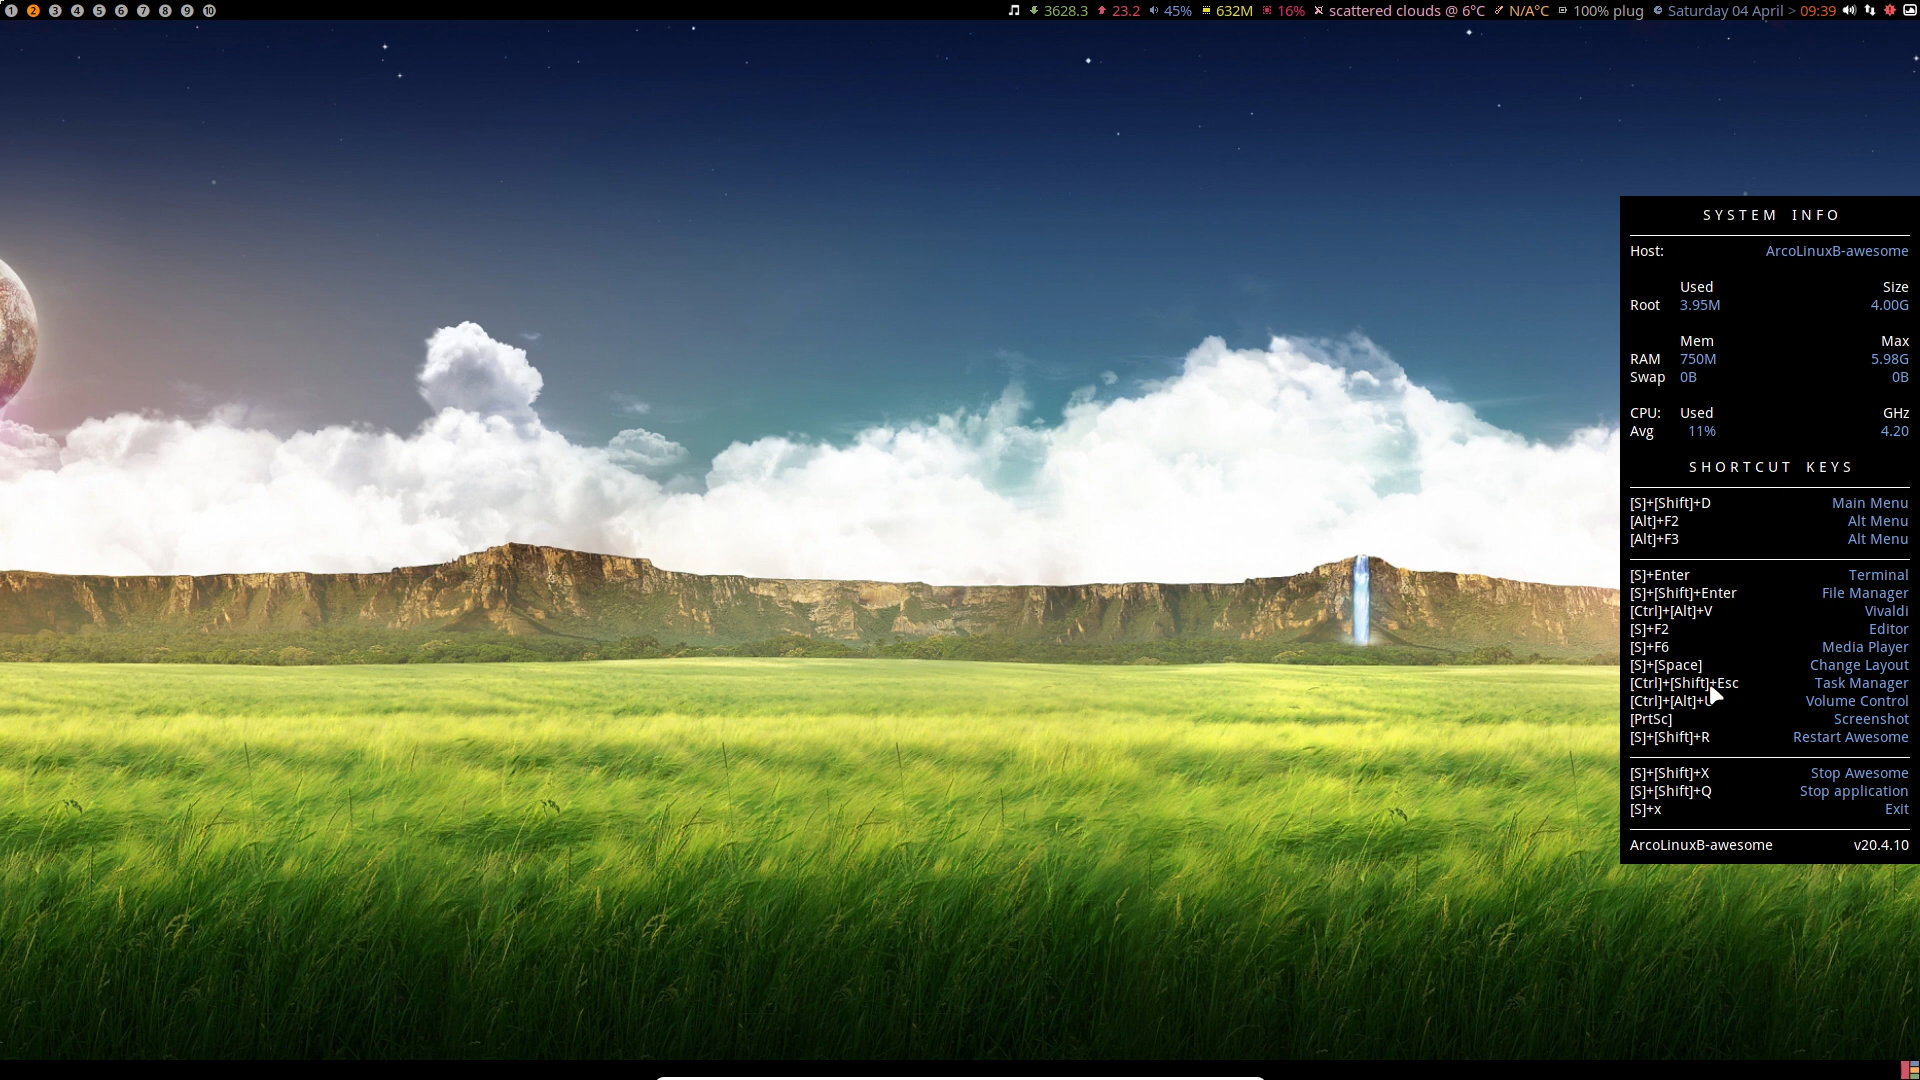 1 2 3 4 5 6 7 8 9 10 3628.3 23.2 45% 632M 16% scattered clouds @ 6°C N/A°C 100% plug Saturday 04 April > 09:39
SYSTEM INFO
Host: ArcoLinuxB-awesome
Used Size
Root 3.95M 4.00G
Mem Max
RAM 750M 5.98G
Swap 0B 0B
CPU: Used GHz
Avg 11% 4.20
SHORTCUT KEYS
[S]+[Shift]+D Main Menu
[Alt]+F2 Alt Menu
[Alt]+F3 Alt Menu
[S]+Enter Terminal
[S]+[Shift]+Enter File Manager
[Ctrl]+[Alt]+V Vivaldi
[S]+F2 Editor
[S]+F6 Media Player
[S]+[Space] Change Layout
[Ctrl]+[Shift]+Esc Task Manager
[Ctrl]+[Alt]+U Volume Control
[PrtSc] Screenshot
[S]+[Shift]+R Restart Awesome
[S]+[Shift]+X Stop Awesome
[S]+[Shift]+Q Stop application
[S]+x Exit
ArcoLinuxB-awesome v20.4.10